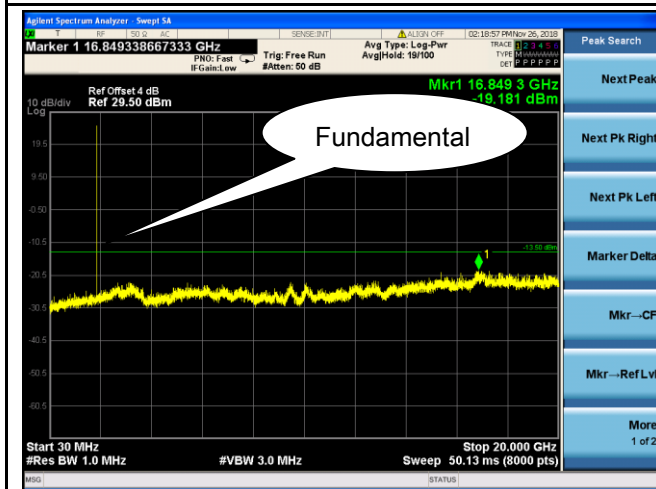 Agilent Spectrum Analyzer - Swept SA
T RF 50 Ω AC SENSE:INT ALIGN OFF 02:18:57 PM Nov 26, 2018
Marker 1 16.849338667333 GHz
PNO: Fast
IFGain:Low
Trig: Free Run
#Atten: 50 dB
Avg Type: Log-Pwr
Avg|Hold: 19/100
TRACE 1 2 3 4 5 6
TYPE M
DET P P P P P P
Ref Offset 4 dB
Ref 29.50 dBm
10 dB/div
Log
Mkr1 16.849 3 GHz
-19.181 dBm
Fundamental
19.5
9.50
-0.50
-10.5
-20.5
-30.5
-40.5
-50.5
-60.5
-13.50 dBm
1
Start 30 MHz
#Res BW 1.0 MHz
#VBW 3.0 MHz
Stop 20.000 GHz
Sweep 50.13 ms (8000 pts)
MSG
STATUS
Peak Search
Next Peak
Next Pk Right
Next Pk Left
Marker Delta
Mkr→CF
Mkr→Ref Lvl
More
1 of 2